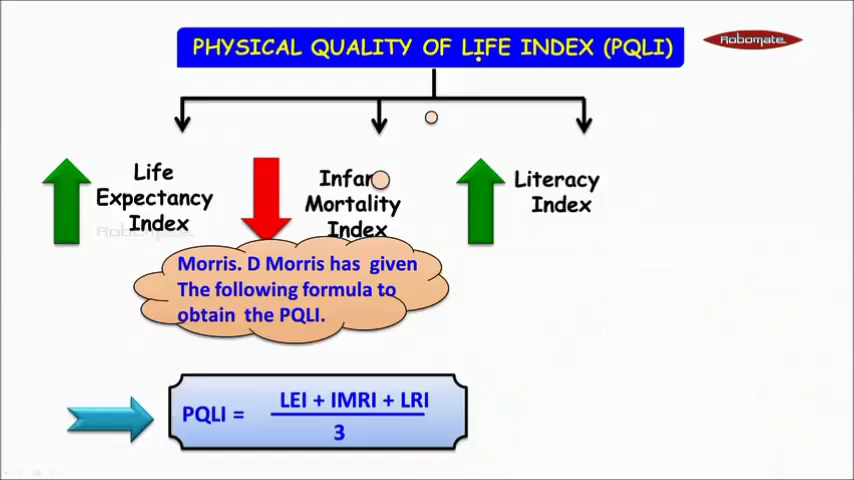 PHYSICAL QUALITY OF LIFE INDEX (PQLI)
Robomate
Life
Expectancy
Index
Infan
Mortality
Index
Literacy
Index
Robomate
Morris. D Morris has given
The following formula to
obtain the PQLI.
PQLI =
LEI + IMRI + LRI
3